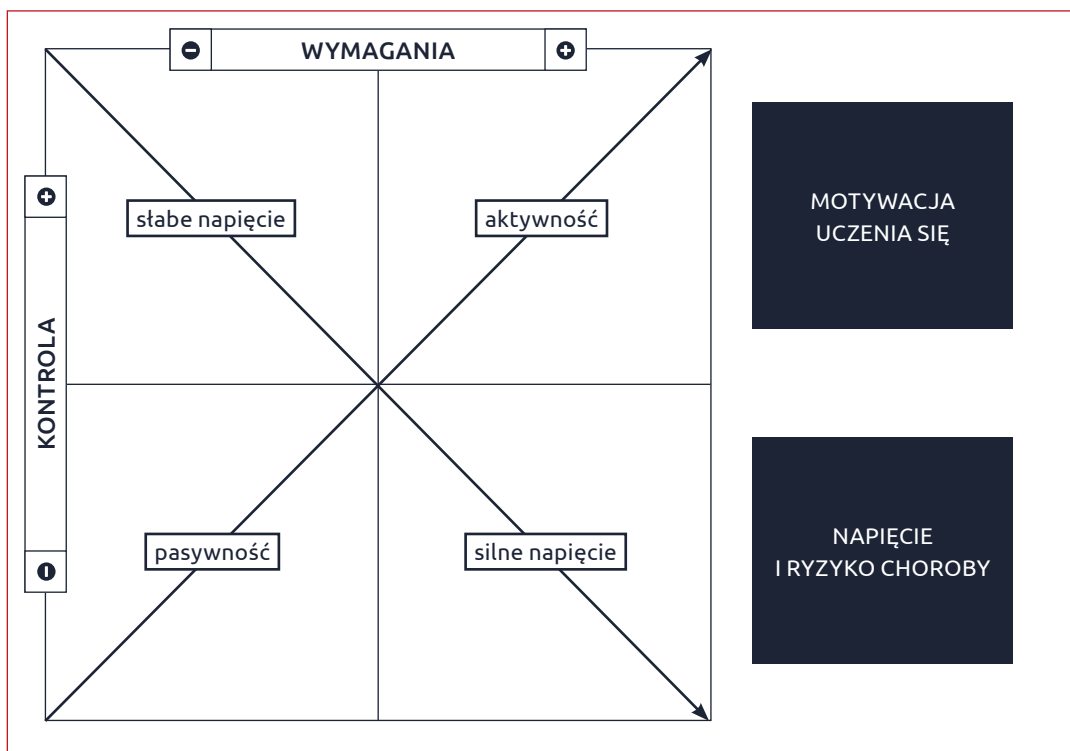 WYMAGANIA
KONTROLA
słabe napięcie
aktywność
pasywność
silne napięcie
MOTYWACJA
UCZENIA SIĘ
NAPIĘCIE
I RYZYKO CHOROBY